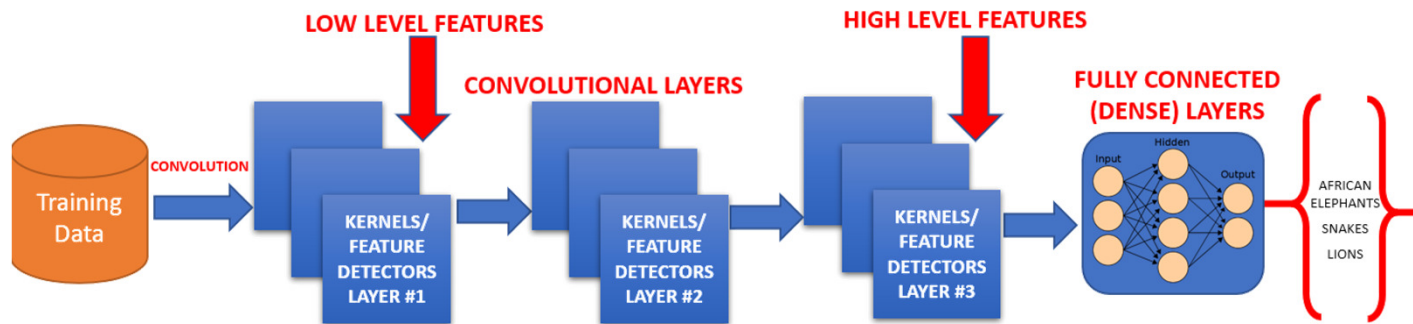 LOW LEVEL FEATURES
HIGH LEVEL FEATURES
CONVOLUTIONAL LAYERS
FULLY CONNECTED
(DENSE) LAYERS
Training
Data
CONVOLUTION
KERNELS/
FEATURE
DETECTORS
LAYER #1
KERNELS/
FEATURE
DETECTORS
LAYER #2
KERNELS/
FEATURE
DETECTORS
LAYER #3
Input
Hidden
Output
AFRICAN
ELEPHANTS
SNAKES
LIONS